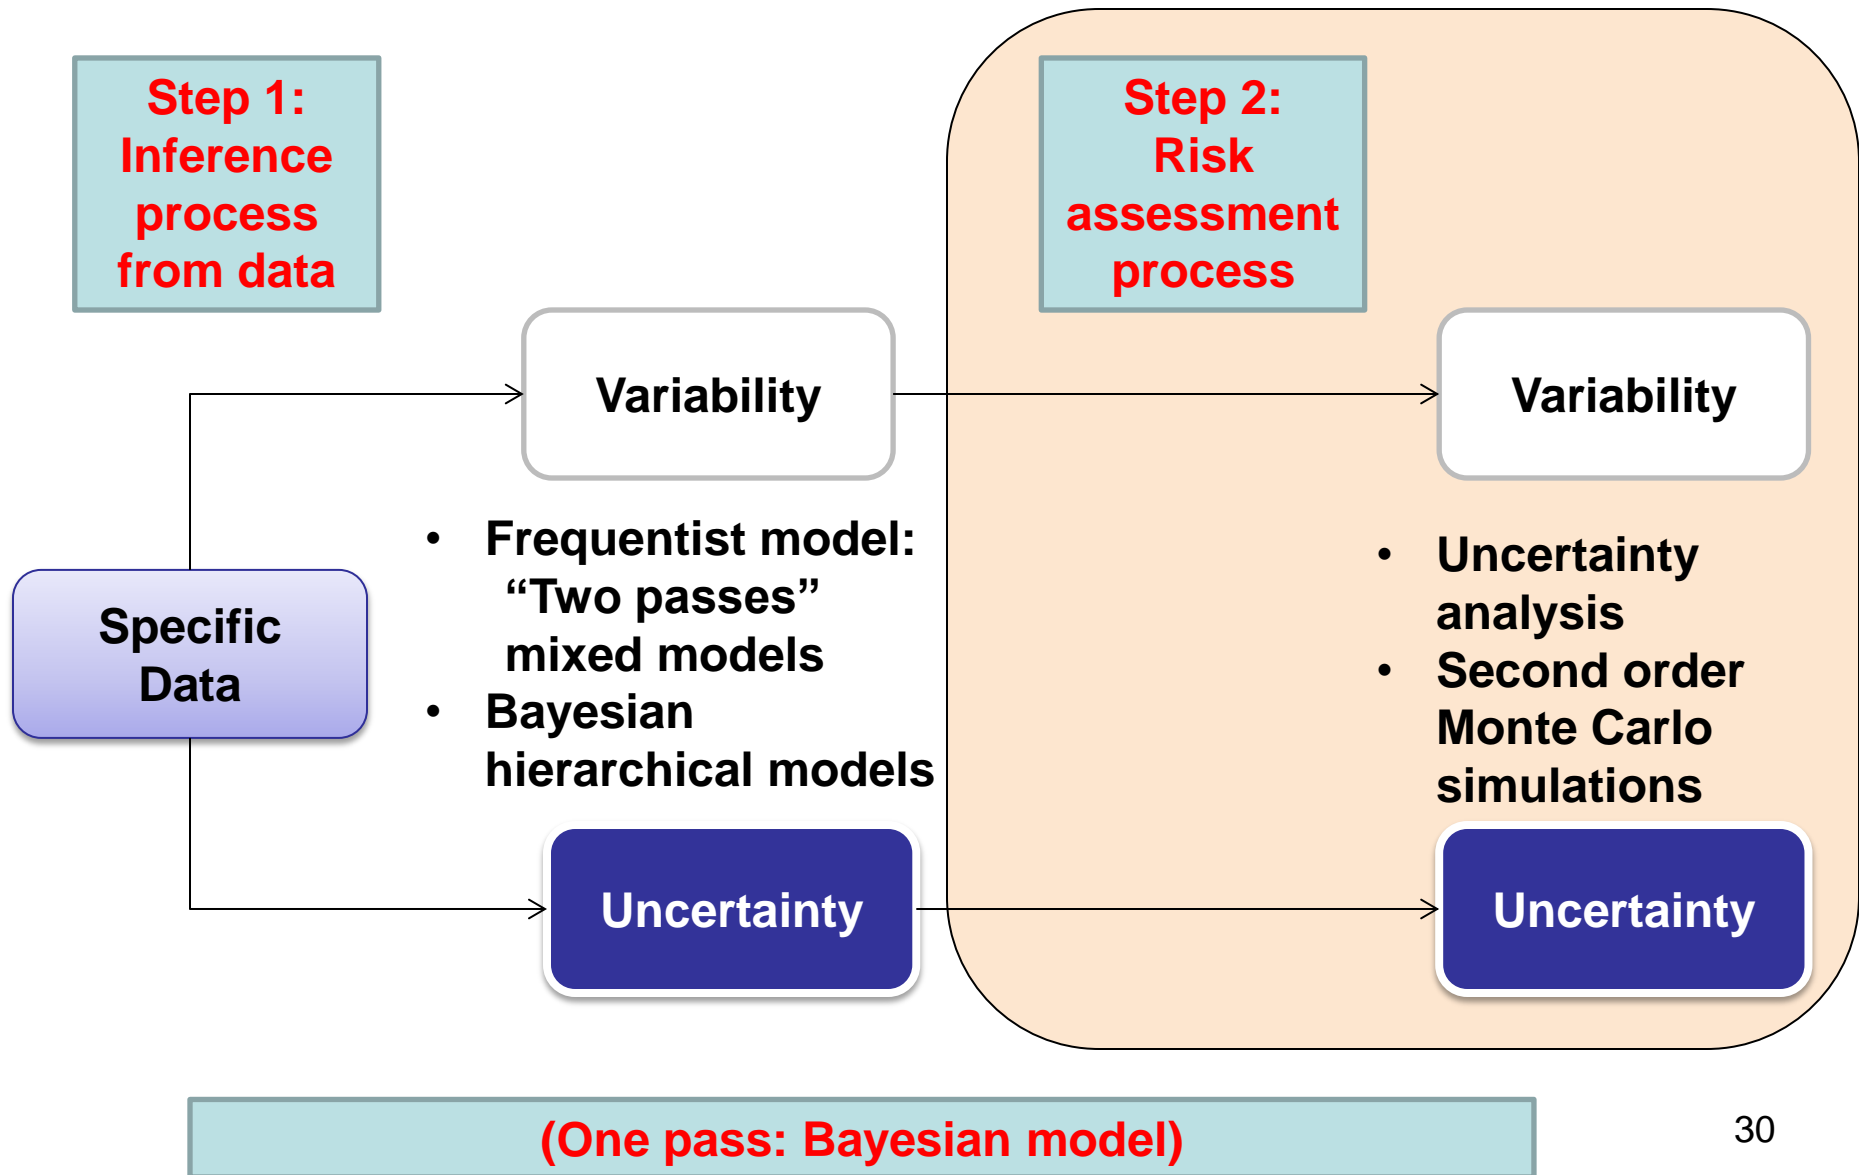 Step 1:
Inference
process
from data
Step 2:
Risk
assessment
process
Variability
Variability
Specific
Data
• Frequentist model:
“Two passes”
mixed models
• Bayesian
hierarchical models
• Uncertainty
analysis
• Second order
Monte Carlo
simulations
Uncertainty
Uncertainty
(One pass: Bayesian model)
30